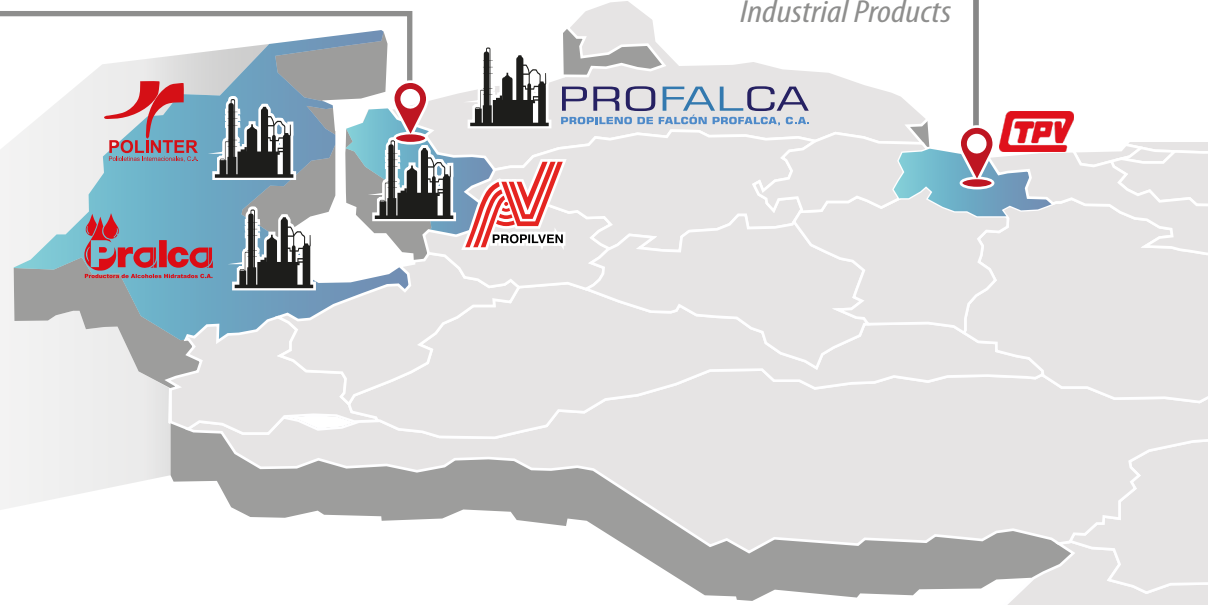 Industrial Products
PROFALCA
PROPILENO DE FALCÓN PROFALCA, C.A.
TPV
POLINTER
Poliolefinas Internacionales, C.A.
PROPILVEN
Pralca
Productora de Alcoholes Hidratados C.A.